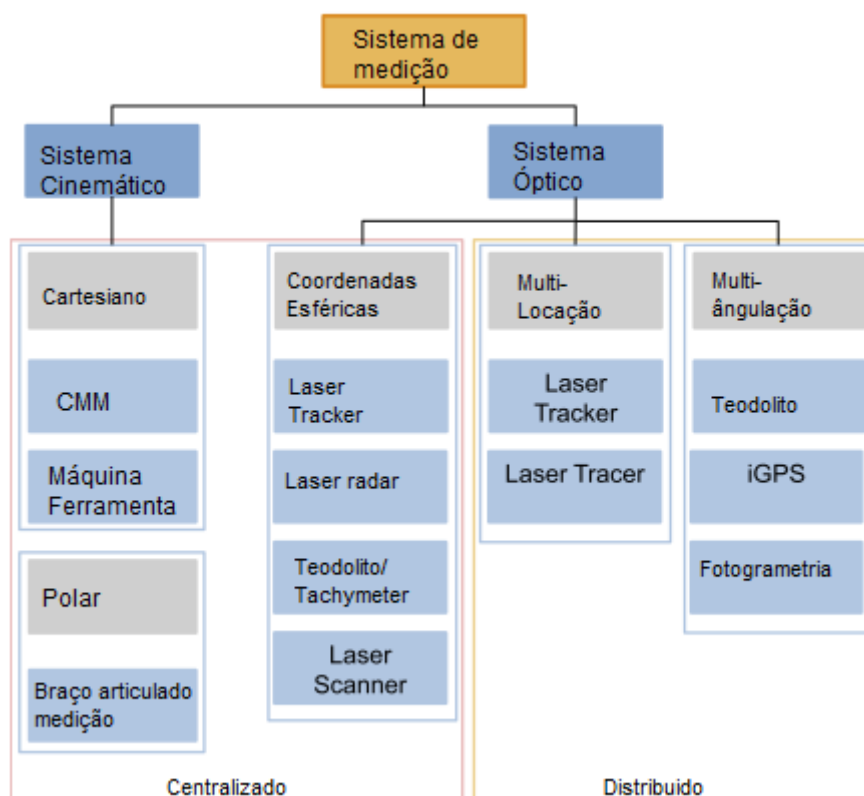 Sistema de
medição
Sistema
Cinemático
Sistema
Óptico
Cartesiano
CMM
Máquina
Ferramenta
Polar
Braço articulado
medição
Coordenadas
Esféricas
Laser
Tracker
Laser radar
Teodolito/
Tachymeter
Laser
Scanner
Multi-
Locação
Laser
Tracker
Laser Tracer
Multi-
ângulação
Teodolito
iGPS
Fotogrametria
Centralizado
Distribuido